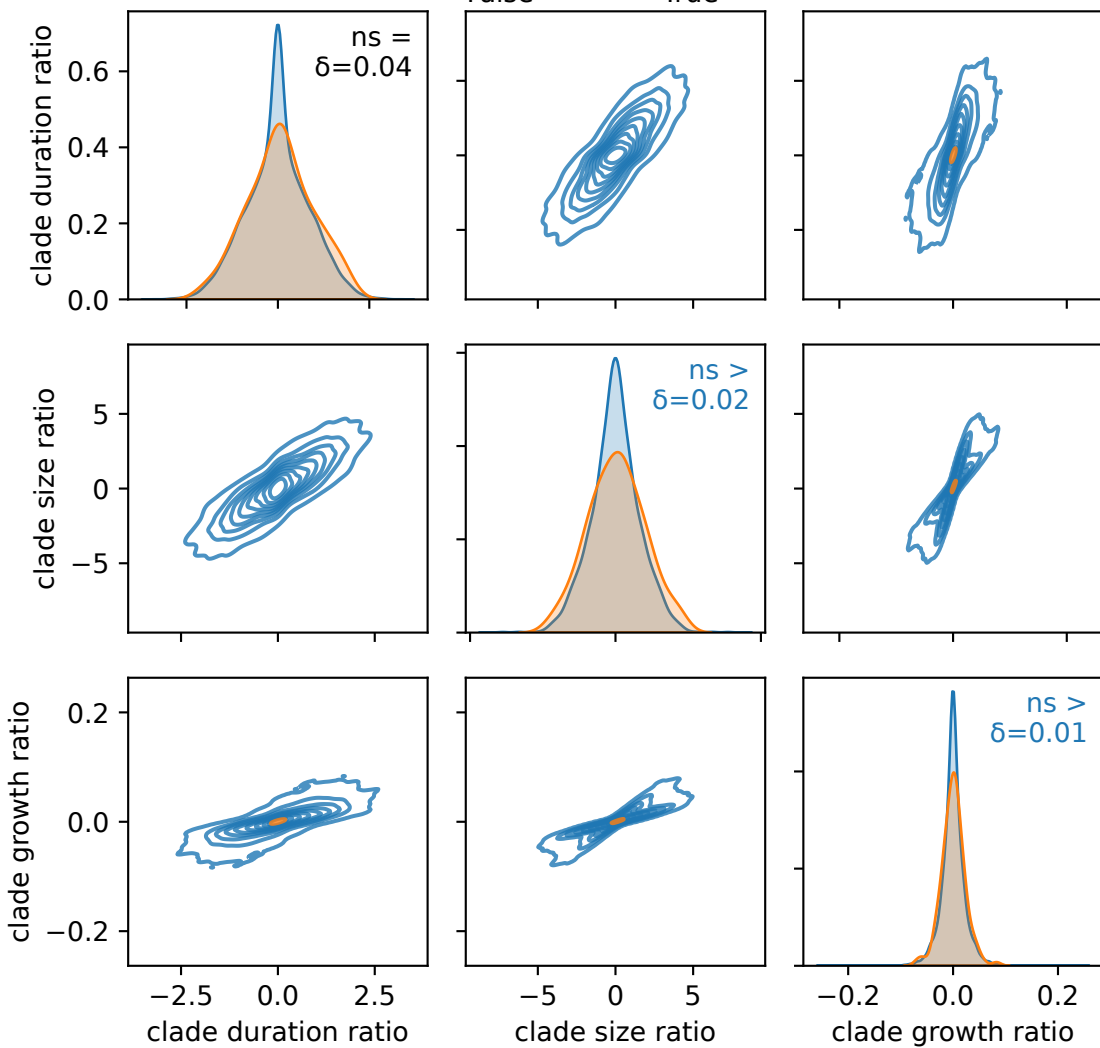 clade duration ratio
0.6
0.4
0.2
0.0
ns =
δ=0.04
clade size ratio
5
0
−5
ns >
δ=0.02
clade growth ratio
0.2
0.0
−0.2
ns >
δ=0.01
−2.5 0.0 2.5
clade duration ratio
−5 0 5
clade size ratio
−0.2 0.0 0.2
clade growth ratio